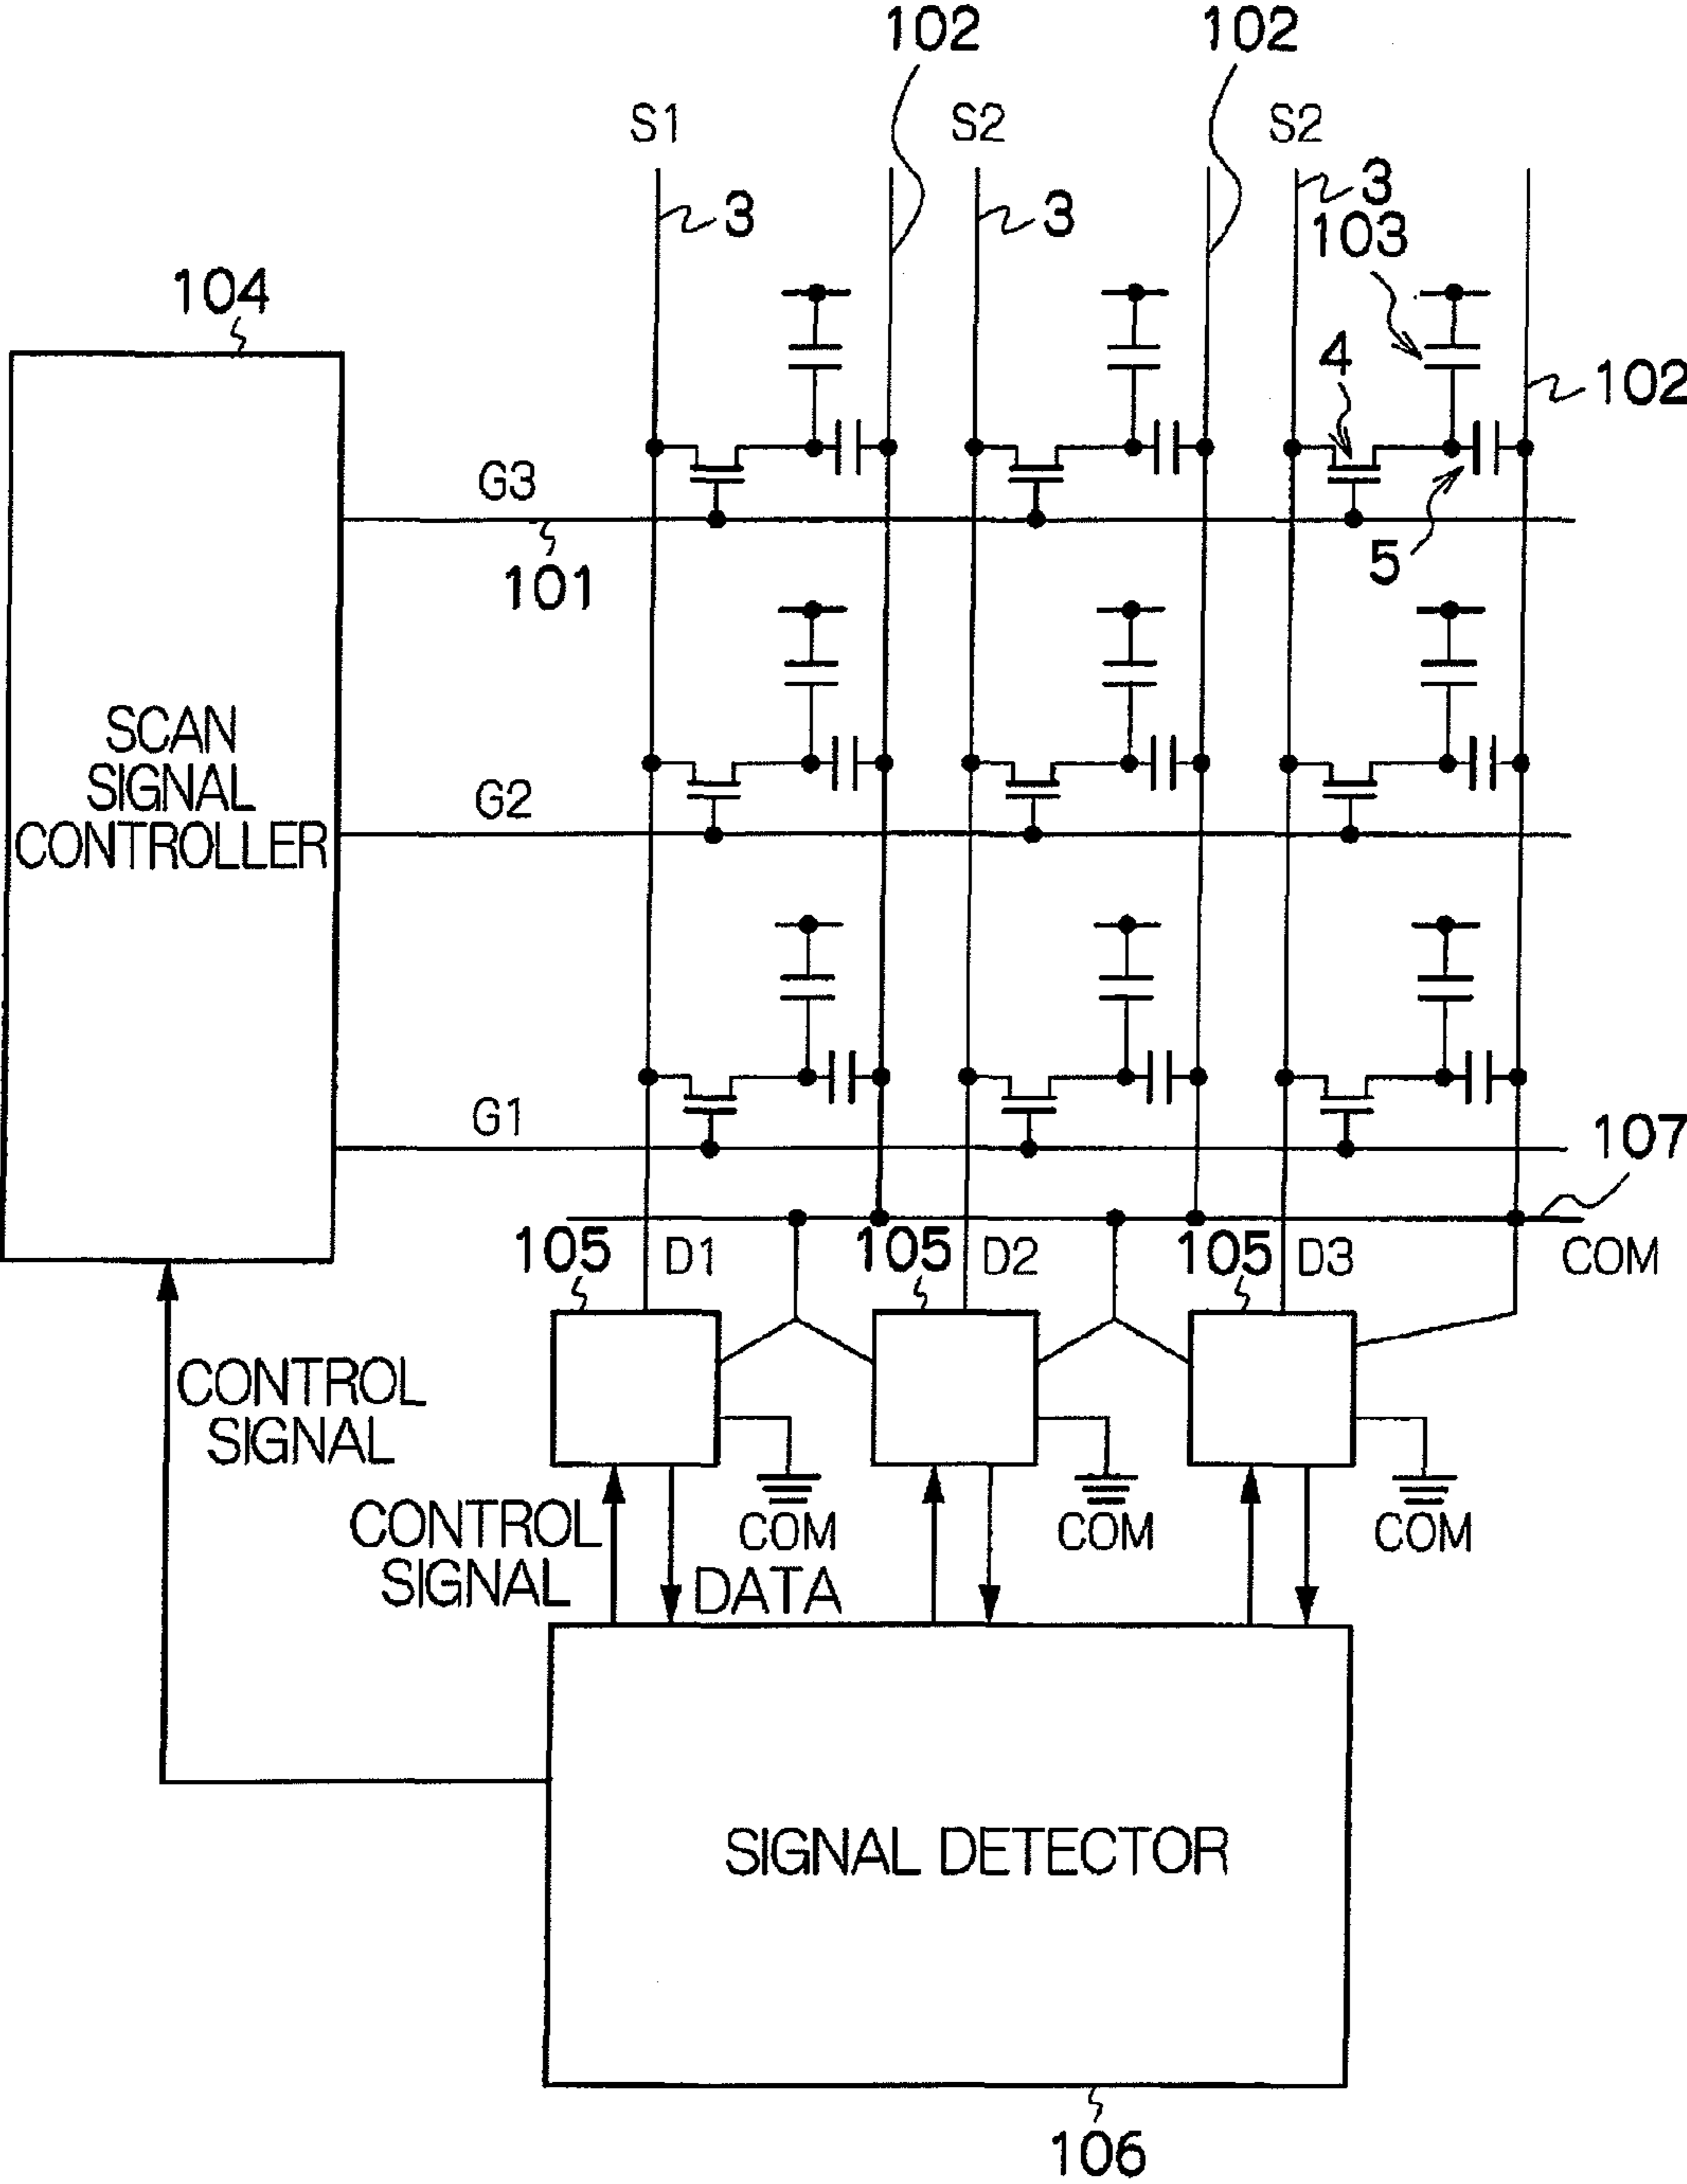 102
102
S1
S2
S2
3
3
3
103
104
4
102
G3
5
101
SCAN
SIGNAL
CONTROLLER
G2
G1
107
105
D1
105
D2
105
D3
COM
CONTROL
SIGNAL
CONTROL
SIGNAL
COM
COM
COM
DATA
SIGNAL DETECTOR
106